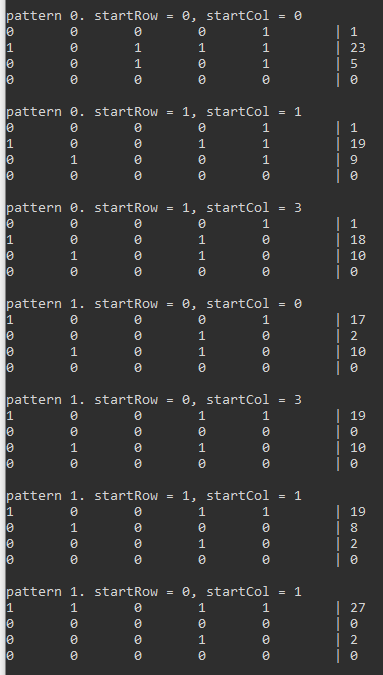 pattern 0. startRow = 0, startCol = 0
0 0 0 0 1 | 1
1 0 1 1 1 | 23
0 0 1 0 1 | 5
0 0 0 0 0 | 0
pattern 0. startRow = 1, startCol = 1
0 0 0 0 1 | 1
1 0 0 1 1 | 19
0 1 0 0 1 | 9
0 0 0 0 0 | 0
pattern 0. startRow = 1, startCol = 3
0 0 0 0 1 | 1
1 0 0 1 0 | 18
0 1 0 1 0 | 10
0 0 0 0 0 | 0
pattern 1. startRow = 0, startCol = 0
1 0 0 0 1 | 17
0 0 0 1 0 | 2
0 1 0 1 0 | 10
0 0 0 0 0 | 0
pattern 1. startRow = 0, startCol = 3
1 0 0 1 1 | 19
0 0 0 0 0 | 0
0 1 0 1 0 | 10
0 0 0 0 0 | 0
pattern 1. startRow = 1, startCol = 1
1 0 0 1 1 | 19
0 1 0 0 0 | 8
0 0 0 1 0 | 2
0 0 0 0 0 | 0
pattern 1. startRow = 0, startCol = 1
1 1 0 1 1 | 27
0 0 0 0 0 | 0
0 0 0 1 0 | 2
0 0 0 0 0 | 0